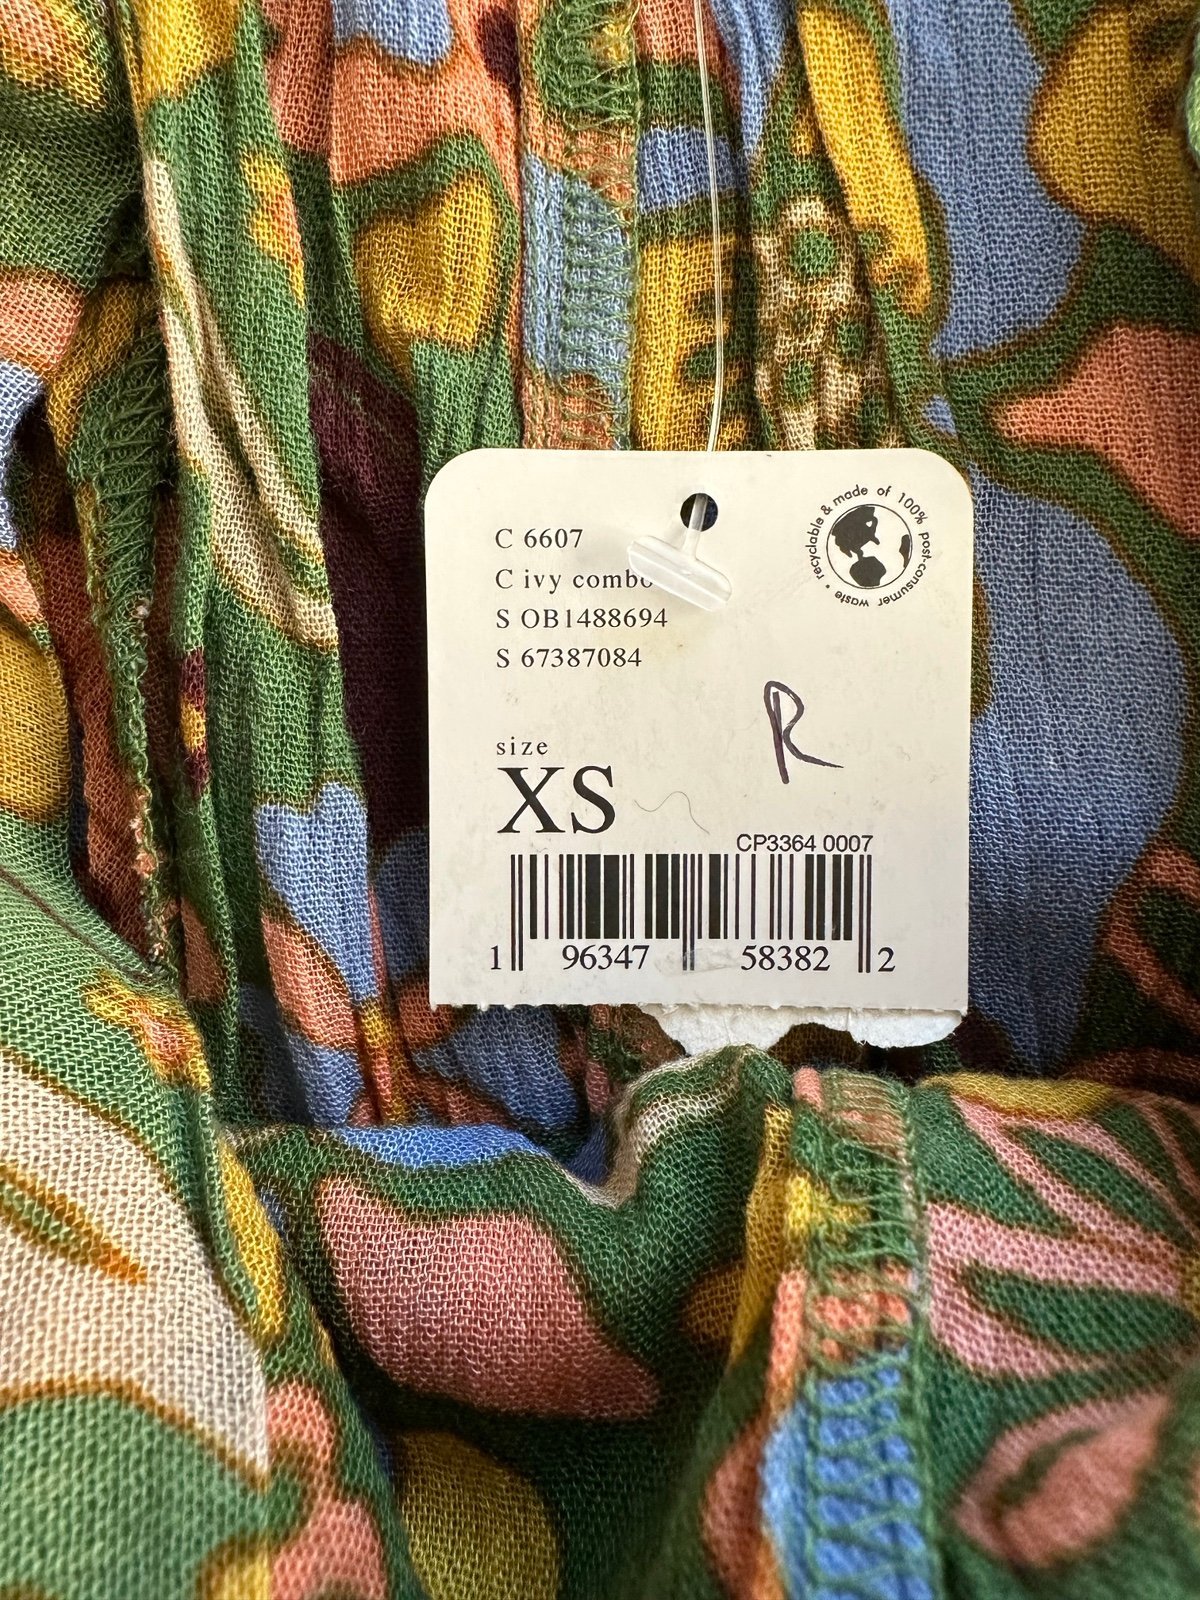 C 6607
C ivy combo
S OB1488694
S 67387084
recyclable & made of 100% post-consumer waste •
R
size
XS
CP3364 0007
1 96347 58382 2